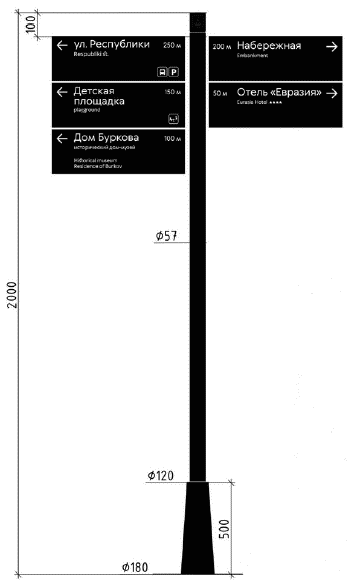 100
← ул. Республики 250 м
Respubliki st.
P
← Детская 150 м
площадка
playground
← Дом Буркова 100 м
исторический дом-музей
Historical museum
Residence of Burkov
200 м Набережная →
Embankment
50 м Отель «Евразия» →
Eurasia Hotel ****
2000
ϕ57
ϕ120
500
ϕ180